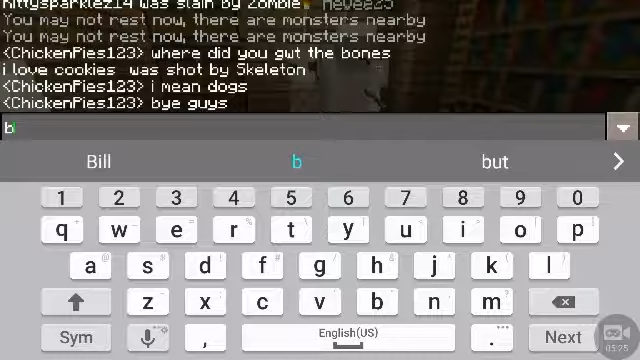 kittysparklez14 was slain by Zombie
You may not rest now, there are monsters nearby
You may not rest now, there are monsters nearby
<ChickenPies123> where did you gwt the bones
i love cookies was shot by Skeleton
<ChickenPies123> i mean dogs
<ChickenPies123> bye guys
b
Bill b but
1 2 3 4 5 6 7 8 9 0
q w e r t y u i o p
a s d f g h j k l
z x c v b n m
Sym , English(US) . Next
05:25